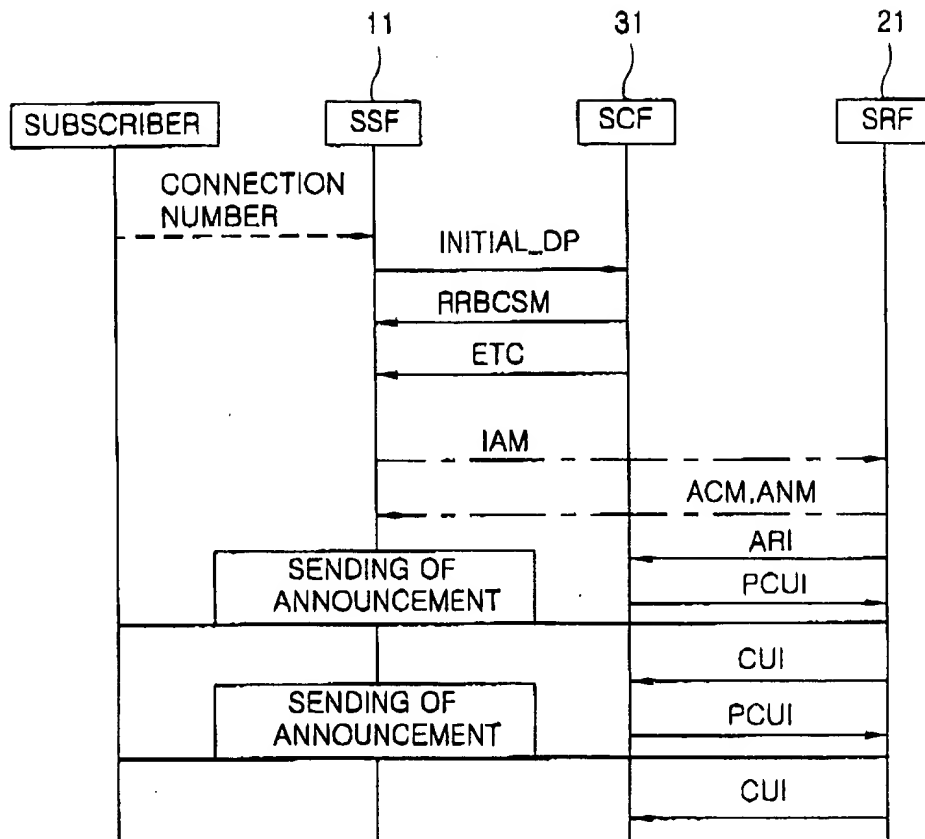 11 31 21
SUBSCRIBER SSF SCF SRF
CONNECTION
NUMBER
INITIAL_DP
RRBCSM
ETC
IAM
ACM,ANM
ARI
SENDING OF
ANNOUNCEMENT
PCUI
CUI
SENDING OF
ANNOUNCEMENT
PCUI
CUI